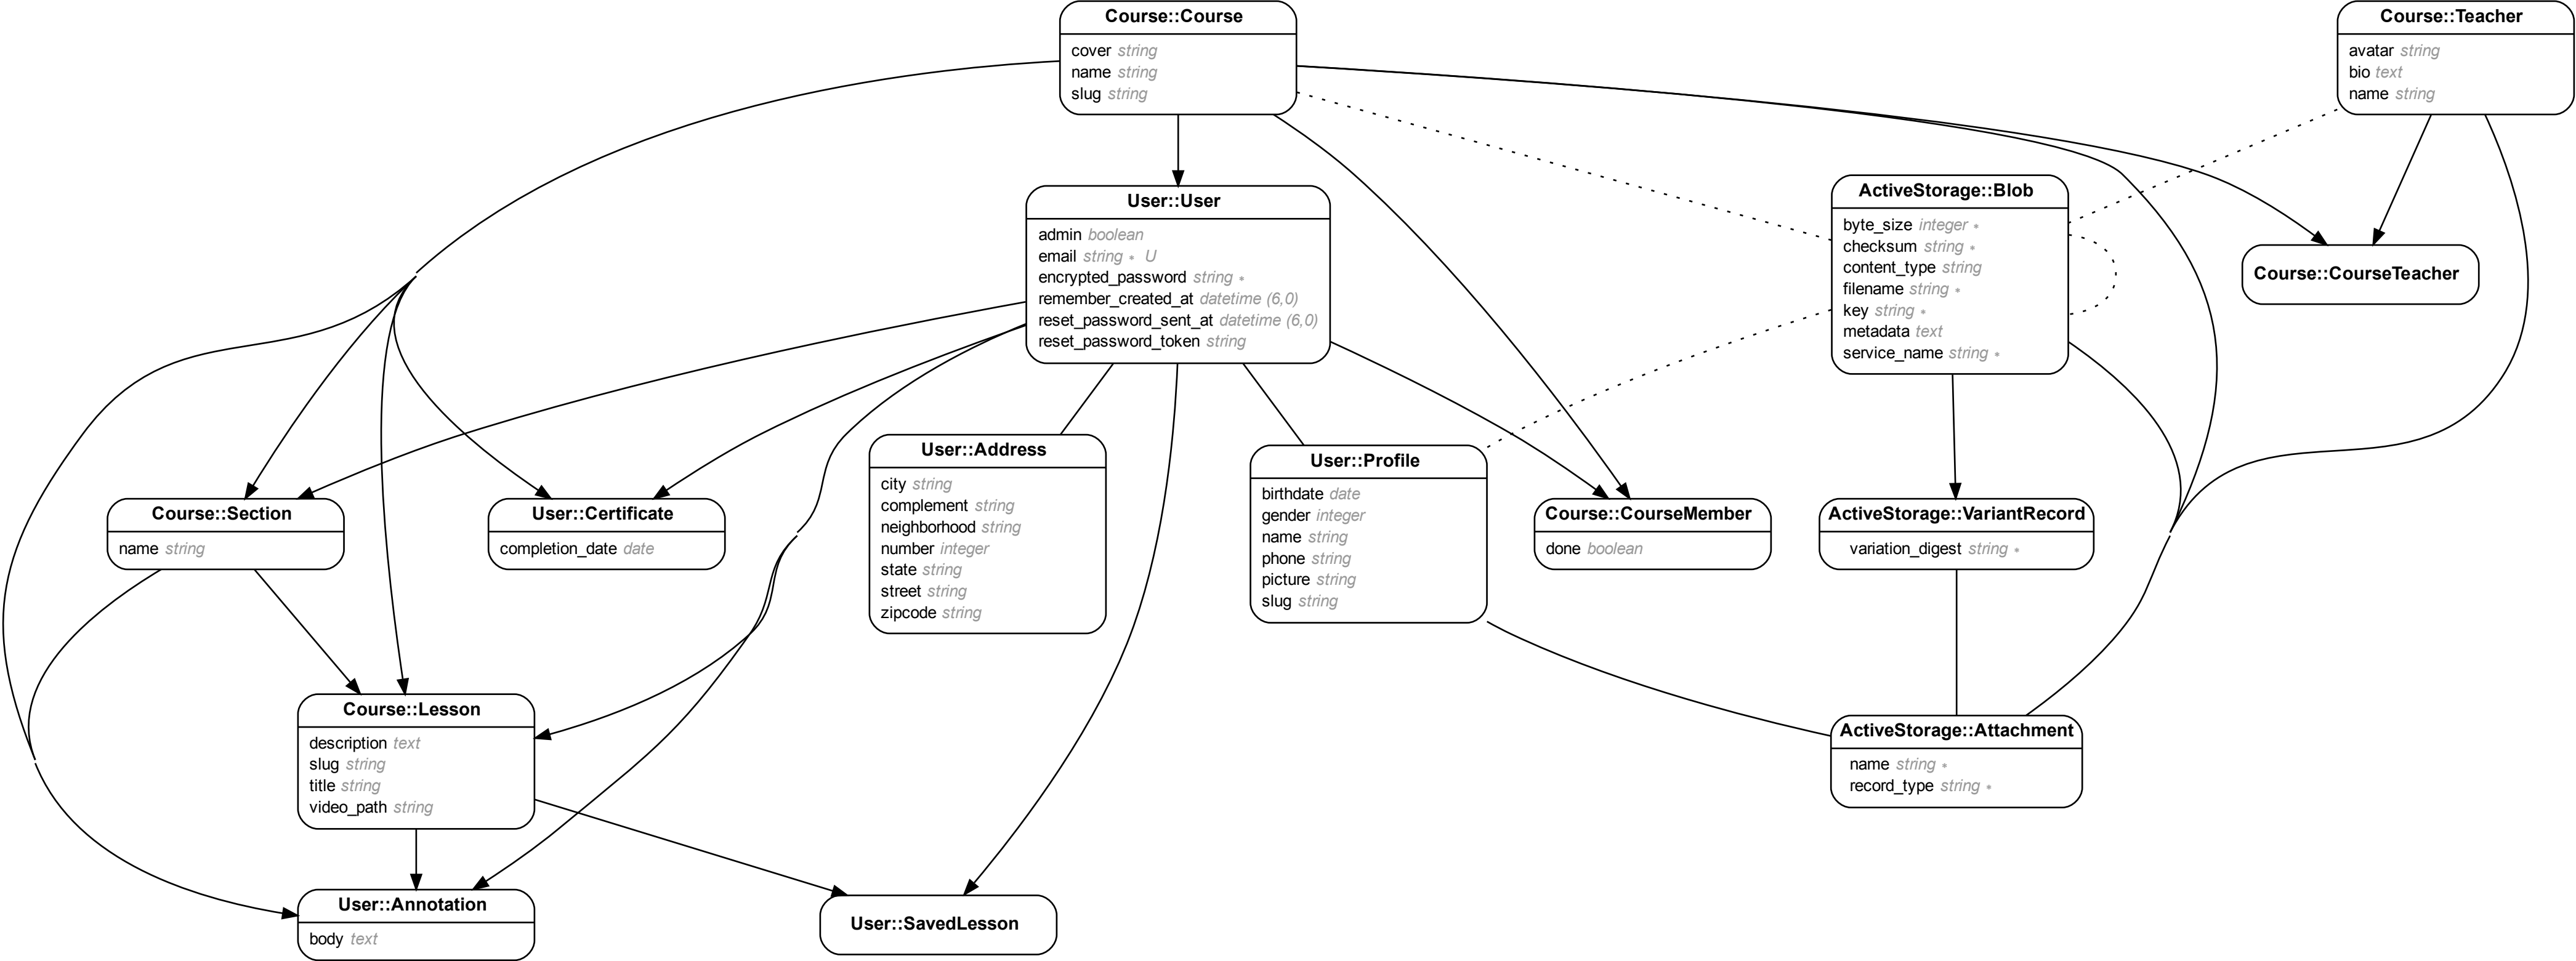 Course::Course
cover string
name string
slug string
Course::Teacher
avatar string
bio text
name string
User::User
admin boolean
email string * U
encrypted_password string *
remember_created_at datetime (6,0)
reset_password_sent_at datetime (6,0)
reset_password_token string
ActiveStorage::Blob
byte_size integer *
checksum string *
content_type string
filename string *
key string *
metadata text
service_name string *
Course::CourseTeacher
Course::Section
name string
User::Certificate
completion_date date
User::Address
city string
complement string
neighborhood string
number integer
state string
street string
zipcode string
User::Profile
birthdate date
gender integer
name string
phone string
picture string
slug string
Course::CourseMember
done boolean
ActiveStorage::VariantRecord
variation_digest string *
Course::Lesson
description text
slug string
title string
video_path string
ActiveStorage::Attachment
name string *
record_type string *
User::Annotation
body text
User::SavedLesson